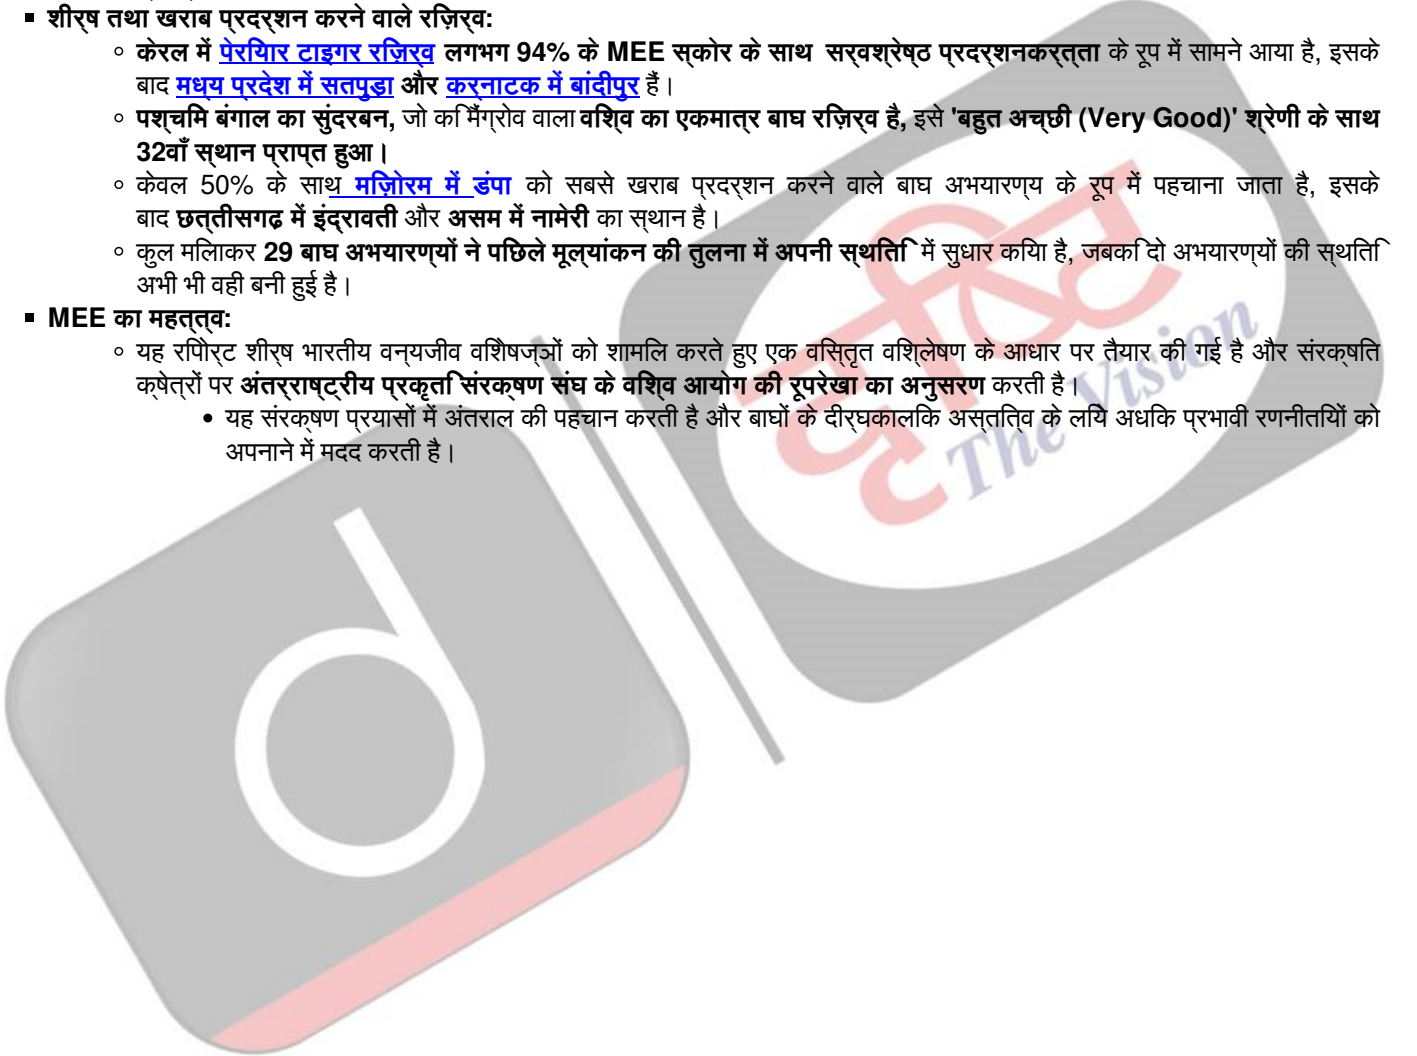 ▪ शीर्ष तथा खराब प्रदर्शन करने वाले रिज़र्व:
○ केरल में पेरियार टाइगर रिज़र्व लगभग 94% के MEE स्कोर के साथ सर्वश्रेष्ठ प्रदर्शनकर्त्ता के रूप में सामने आया है, इसके
बाद मध्य प्रदेश में सतपुड़ा और कर्नाटक में बांदीपुर हैं।
○ पश्चिम बंगाल का सुंदरबन, जो कि मैंग्रोव वाला विश्व का एकमात्र बाघ रिज़र्व है, इसे 'बहुत अच्छी (Very Good)' श्रेणी के साथ
32वाँ स्थान प्राप्त हुआ।
○ केवल 50% के साथ मिज़ोरम में डंपा को सबसे खराब प्रदर्शन करने वाले बाघ अभयारण्य के रूप में पहचाना जाता है, इसके
बाद छत्तीसगढ़ में इंद्रावती और असम में नामेरी का स्थान है।
○ कुल मिलाकर 29 बाघ अभयारण्यों ने पिछले मूल्यांकन की तुलना में अपनी स्थिति में सुधार किया है, जबकि दो अभयारण्यों की स्थिति
अभी भी वही बनी हुई है।
▪ MEE का महत्तत्व:
○ यह रिपोर्ट शीर्ष भारतीय वन्यजीव विशेषज्ञों को शामिल करते हुए एक विस्तृत विश्लेषण के आधार पर तैयार की गई है और संरक्षित
क्षेत्रों पर अंतर्राष्ट्रीय प्रकृति संरक्षण संघ के विश्व आयोग की रूपरेखा का अनुसरण करती है।
• यह संरक्षण प्रयासों में अंतराल की पहचान करती है और बाघों के दीर्घकालिक अस्तित्व के लिये अधिक प्रभावी रणनीतियों को
अपनाने में मदद करती है।
दृष्टि
The Vision
d